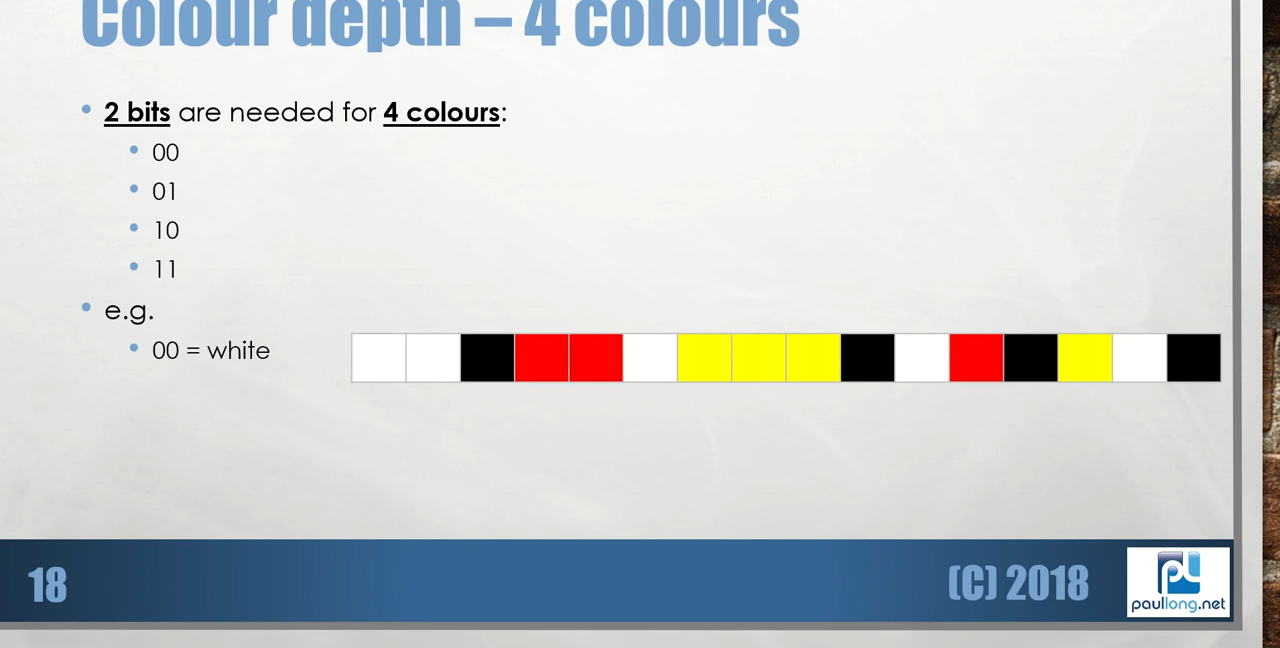 Colour depth – 4 colours
2 bits are needed for 4 colours:
00
01
10
11
e.g.
00 = white
18
(C) 2018
PL
paullong.net